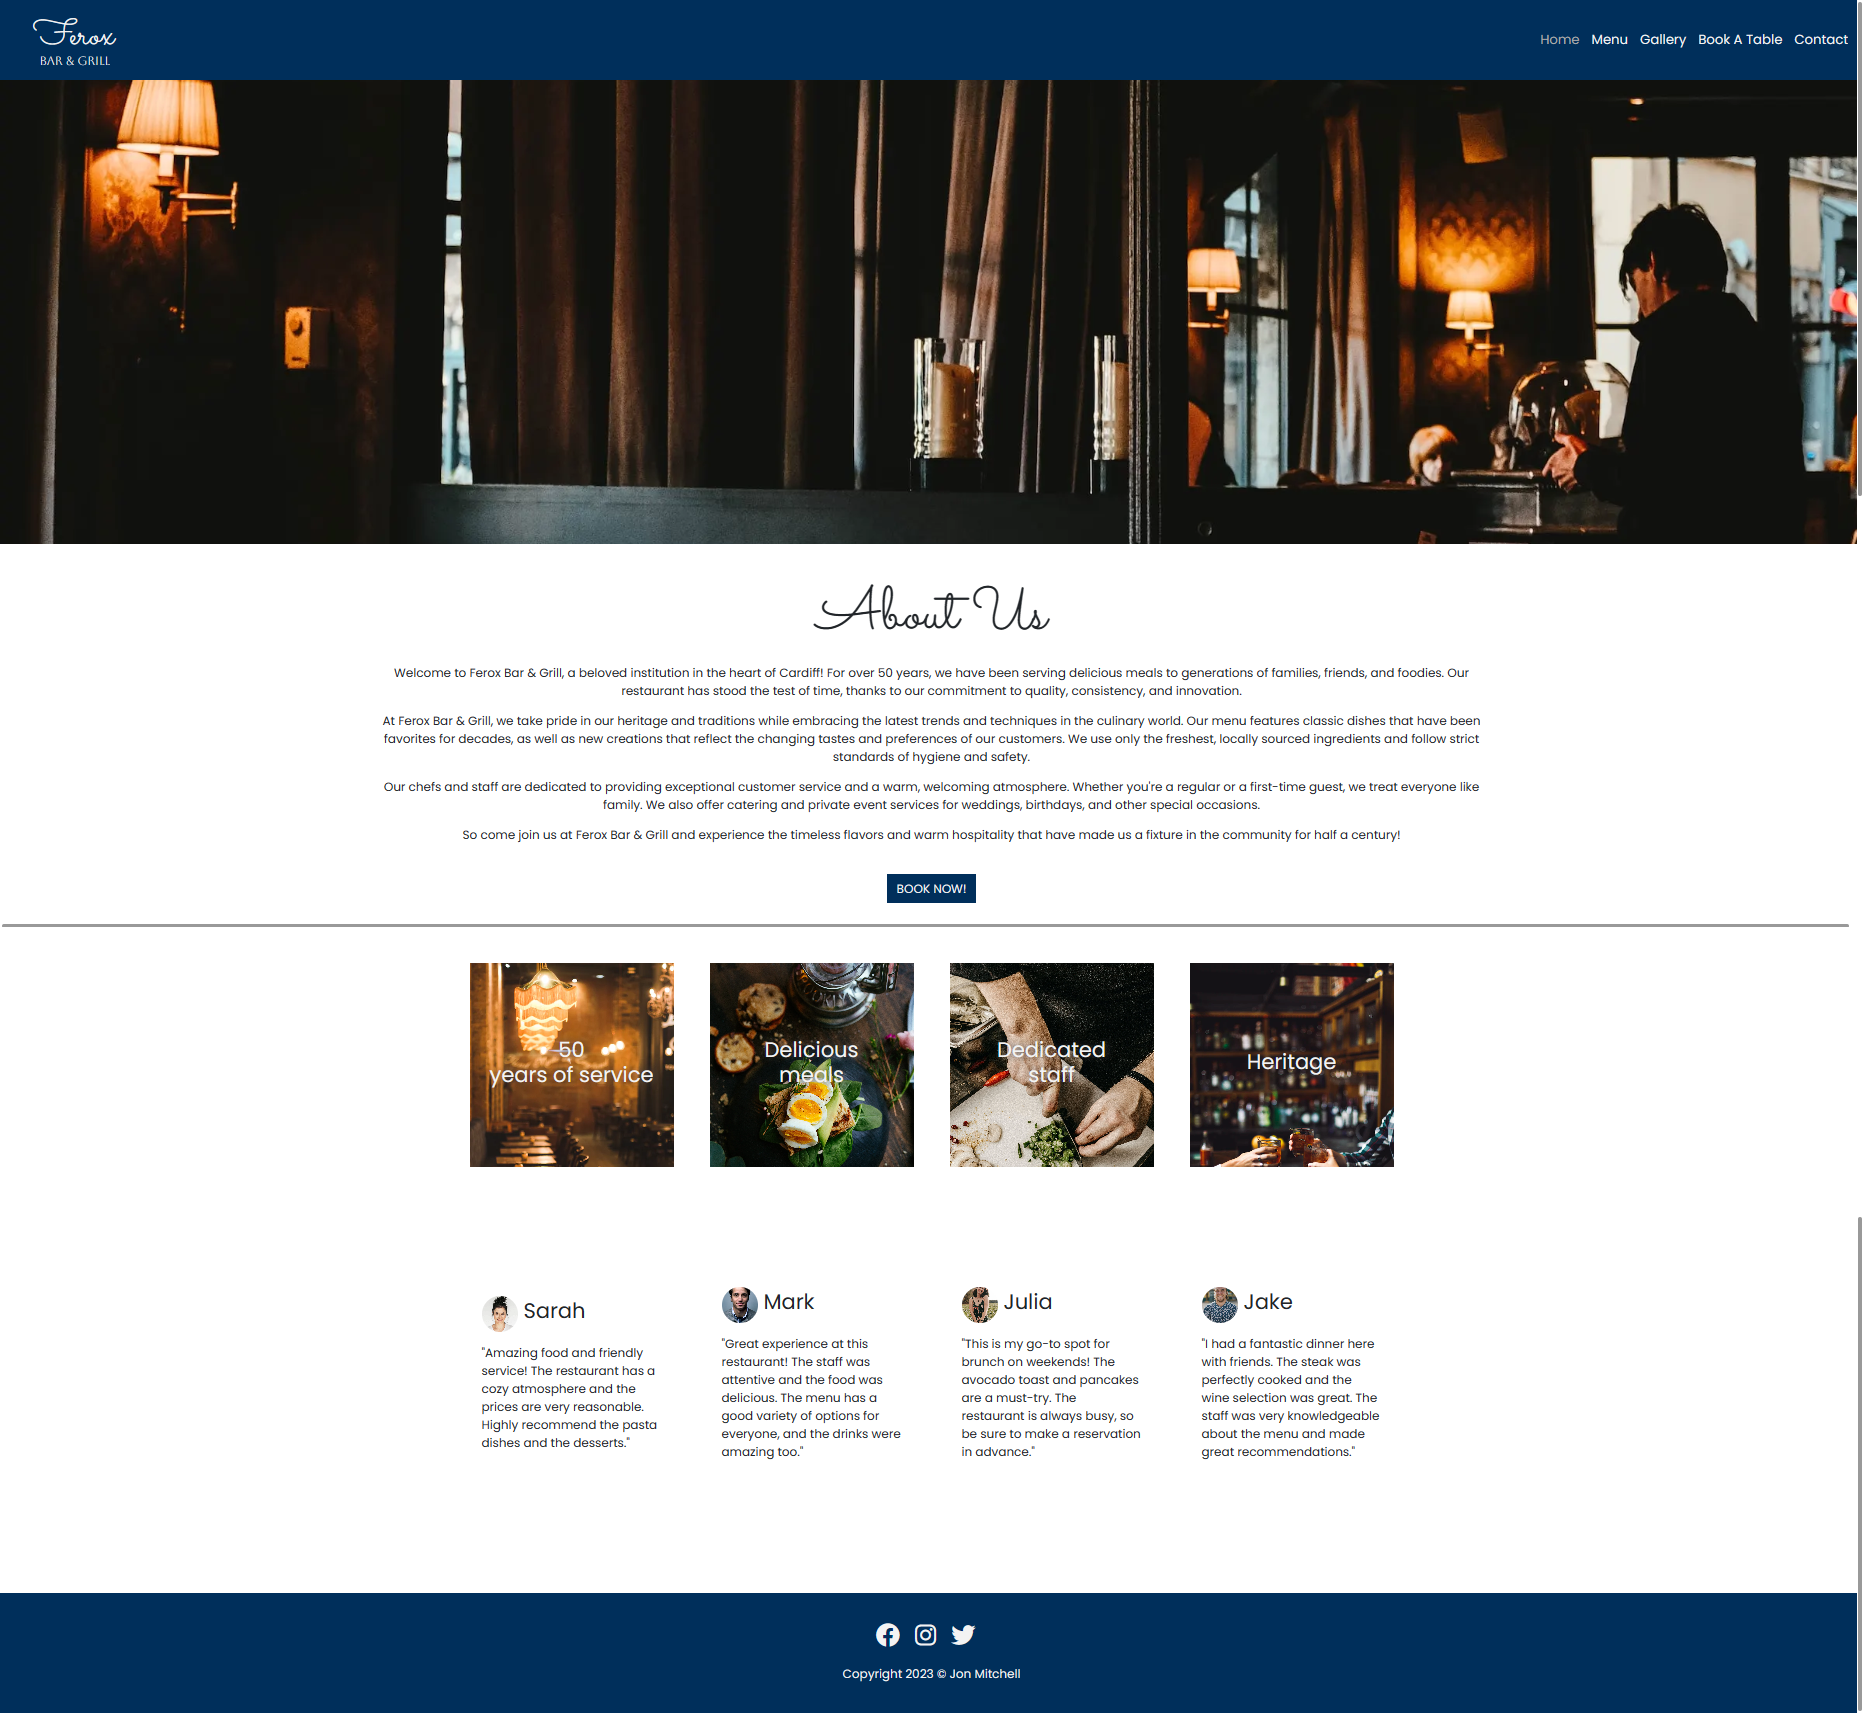 Ferox
BAR & GRILL
Home Menu Gallery Book A Table Contact
About Us
Welcome to Ferox Bar & Grill, a beloved institution in the heart of Cardiff! For over 50 years, we have been serving delicious meals to generations of families, friends, and foodies. Our
restaurant has stood the test of time, thanks to our commitment to quality, consistency, and innovation.
At Ferox Bar & Grill, we take pride in our heritage and traditions while embracing the latest trends and techniques in the culinary world. Our menu features classic dishes that have been
favorites for decades, as well as new creations that reflect the changing tastes and preferences of our customers. We use only the freshest, locally sourced ingredients and follow strict
standards of hygiene and safety.
Our chefs and staff are dedicated to providing exceptional customer service and a warm, welcoming atmosphere. Whether you're a regular or a first-time guest, we treat everyone like
family. We also offer catering and private event services for weddings, birthdays, and other special occasions.
So come join us at Ferox Bar & Grill and experience the timeless flavors and warm hospitality that have made us a fixture in the community for half a century!
BOOK NOW!
50
years of service
Delicious
meals
Dedicated
staff
Heritage
Sarah
"Amazing food and friendly
service! The restaurant has a
cozy atmosphere and the
prices are very reasonable.
Highly recommend the pasta
dishes and the desserts."
Mark
"Great experience at this
restaurant! The staff was
attentive and the food was
delicious. The menu has a
good variety of options for
everyone, and the drinks were
amazing too."
Julia
"This is my go-to spot for
brunch on weekends! The
avocado toast and pancakes
are a must-try. The
restaurant is always busy, so
be sure to make a reservation
in advance."
Jake
"I had a fantastic dinner here
with friends. The steak was
perfectly cooked and the
wine selection was great. The
staff was very knowledgeable
about the menu and made
great recommendations."
Copyright 2023 © Jon Mitchell